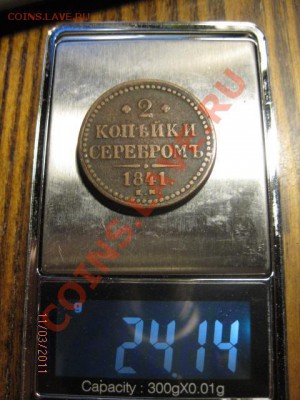 COINS.LAVE.RU
2
КОПѢЙКИ
СЕРЕБРОМЪ
1841.
COINS.LAVE.RU
g
24.14
Capacity : 300gX0.01g
11/03/2011